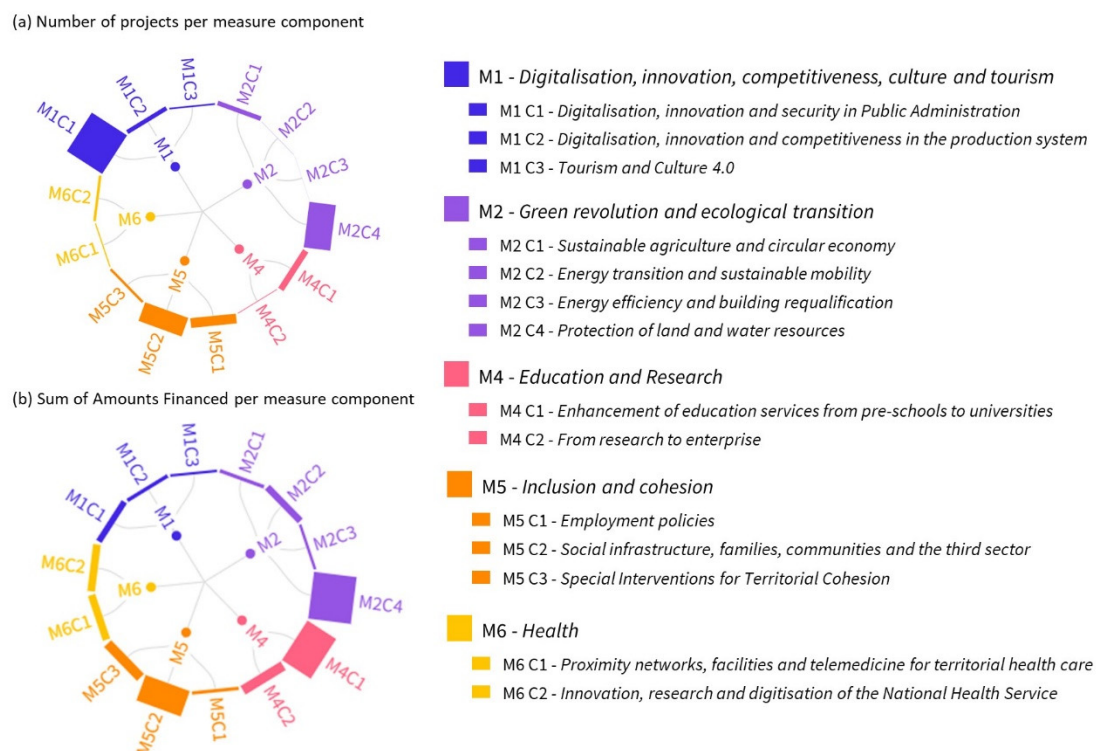 (a) Number of projects per measure component
M1C1
M1C2
M1C3
M2C1
M2C2
M2C3
M2C4
M4C1
M4C2
M5C1
M5C2
M5C3
M6C1
M6C2
M1
M2
M4
M5
M6
(b) Sum of Amounts Financed per measure component
M1C1
M1C2
M1C3
M2C1
M2C2
M2C3
M2C4
M4C1
M4C2
M5C1
M5C2
M5C3
M6C1
M6C2
M1
M2
M4
M5
M6
M1 - Digitalisation, innovation, competitiveness, culture and tourism
M1 C1 - Digitalisation, innovation and security in Public Administration
M1 C2 - Digitalisation, innovation and competitiveness in the production system
M1 C3 - Tourism and Culture 4.0
M2 - Green revolution and ecological transition
M2 C1 - Sustainable agriculture and circular economy
M2 C2 - Energy transition and sustainable mobility
M2 C3 - Energy efficiency and building requalification
M2 C4 - Protection of land and water resources
M4 - Education and Research
M4 C1 - Enhancement of education services from pre-schools to universities
M4 C2 - From research to enterprise
M5 - Inclusion and cohesion
M5 C1 - Employment policies
M5 C2 - Social infrastructure, families, communities and the third sector
M5 C3 - Special Interventions for Territorial Cohesion
M6 - Health
M6 C1 - Proximity networks, facilities and telemedicine for territorial health care
M6 C2 - Innovation, research and digitisation of the National Health Service